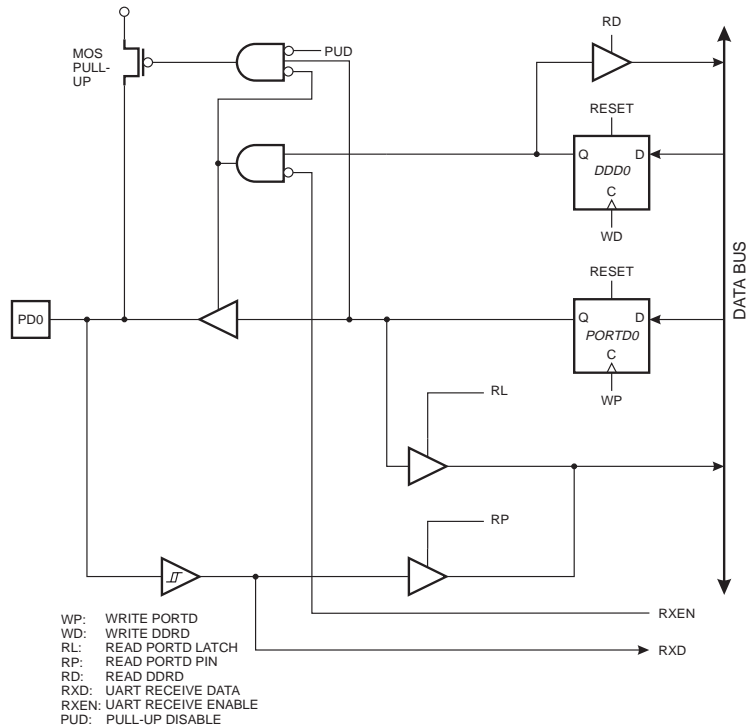 RD
MOS
PULL-
UP
PUD
RESET
Q
D
DDD0
C
WD
DATA BUS
RESET
PD0
Q
D
PORTD0
C
WP
RL
RP
RXEN
RXD
WP: WRITE PORTD
WD: WRITE DDRD
RL: READ PORTD LATCH
RP: READ PORTD PIN
RD: READ DDRD
RXD: UART RECEIVE DATA
RXEN: UART RECEIVE ENABLE
PUD: PULL-UP DISABLE